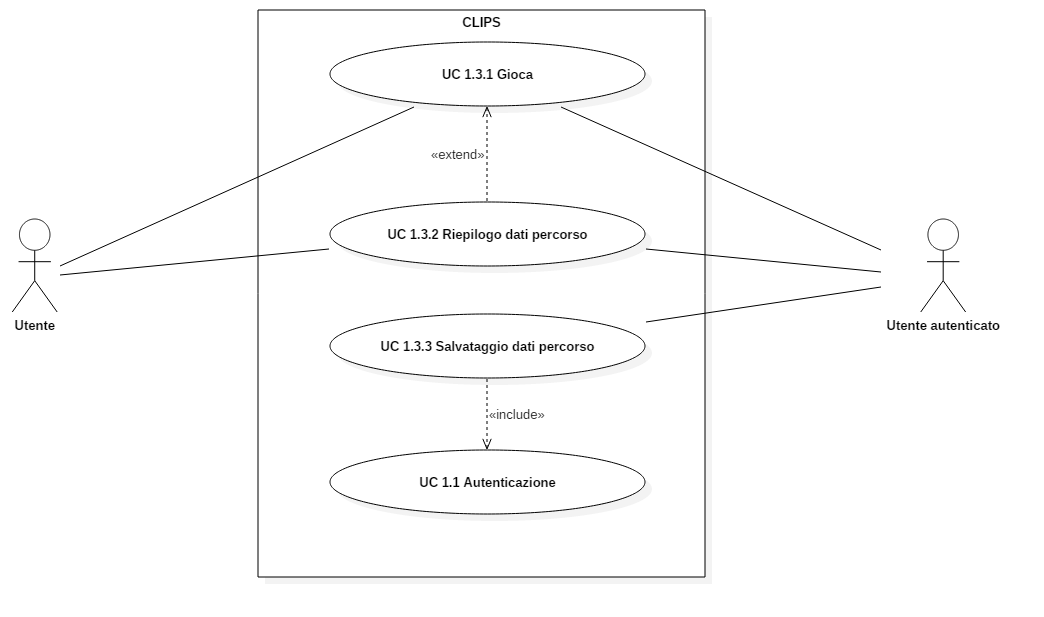 CLIPS
UC 1.3.1 Gioca
«extend»
UC 1.3.2 Riepilogo dati percorso
Utente
Utente autenticato
UC 1.3.3 Salvataggio dati percorso
«include»
UC 1.1 Autenticazione